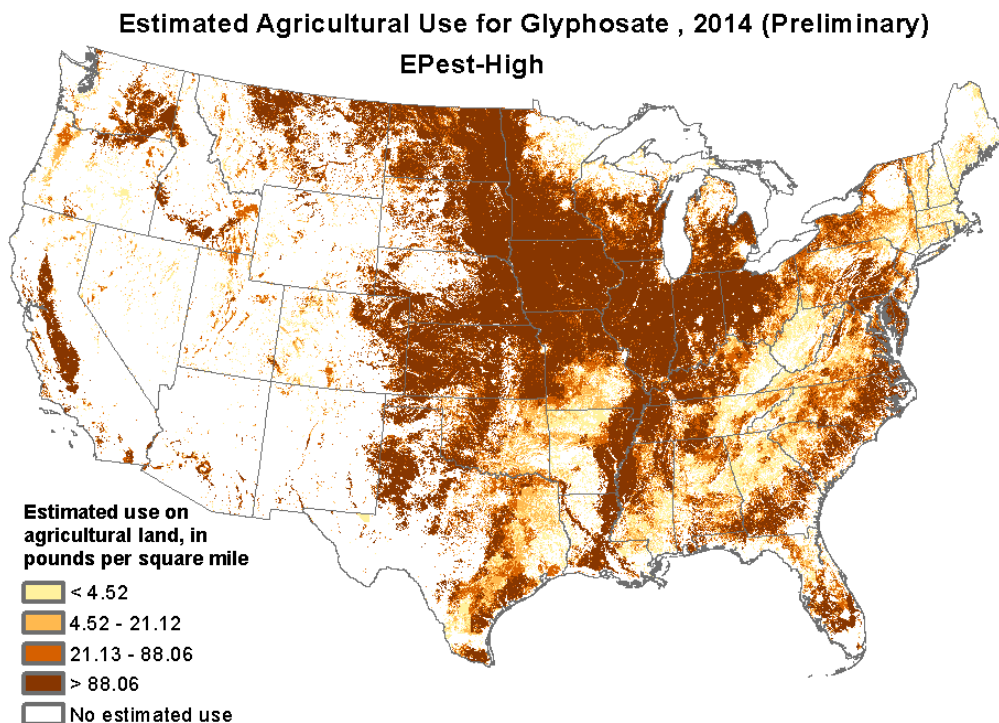 Estimated Agricultural Use for Glyphosate , 2014 (Preliminary)
EPest-High
Estimated use on
agricultural land, in
pounds per square mile
< 4.52
4.52 - 21.12
21.13 - 88.06
> 88.06
No estimated use